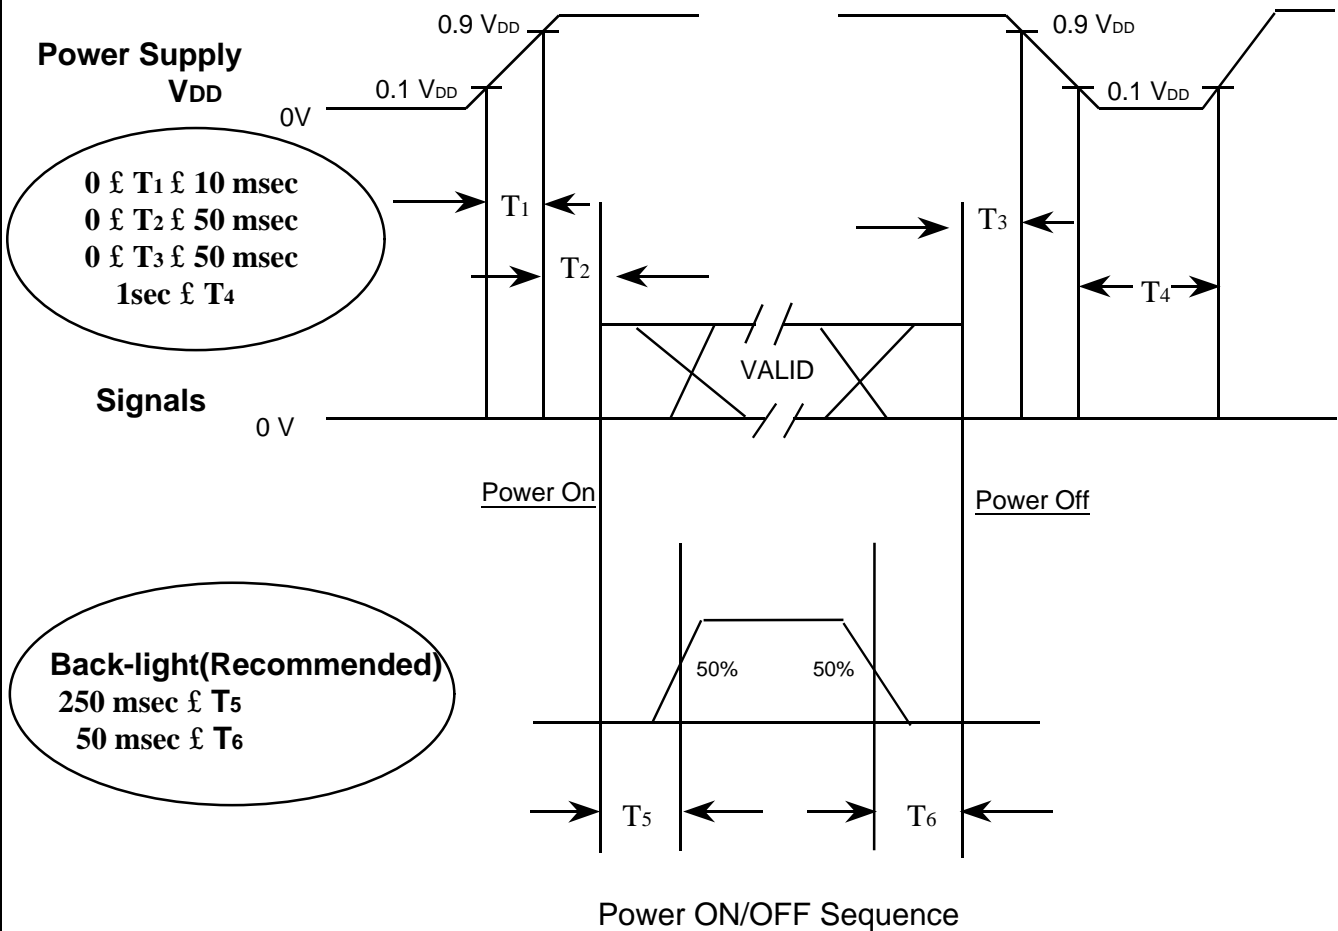 0.9 VDD
0.9 VDD
Power Supply
VDD
0.1 VDD
0.1 VDD
0V
0 £ T1 £ 10 msec
0 £ T2 £ 50 msec
0 £ T3 £ 50 msec
1sec £ T4
T1
T2
T3
T4
VALID
Signals
0 V
Power On
Power Off
Back-light(Recommended)
250 msec £ T5
50 msec £ T6
50%
50%
T5
T6
Power ON/OFF Sequence